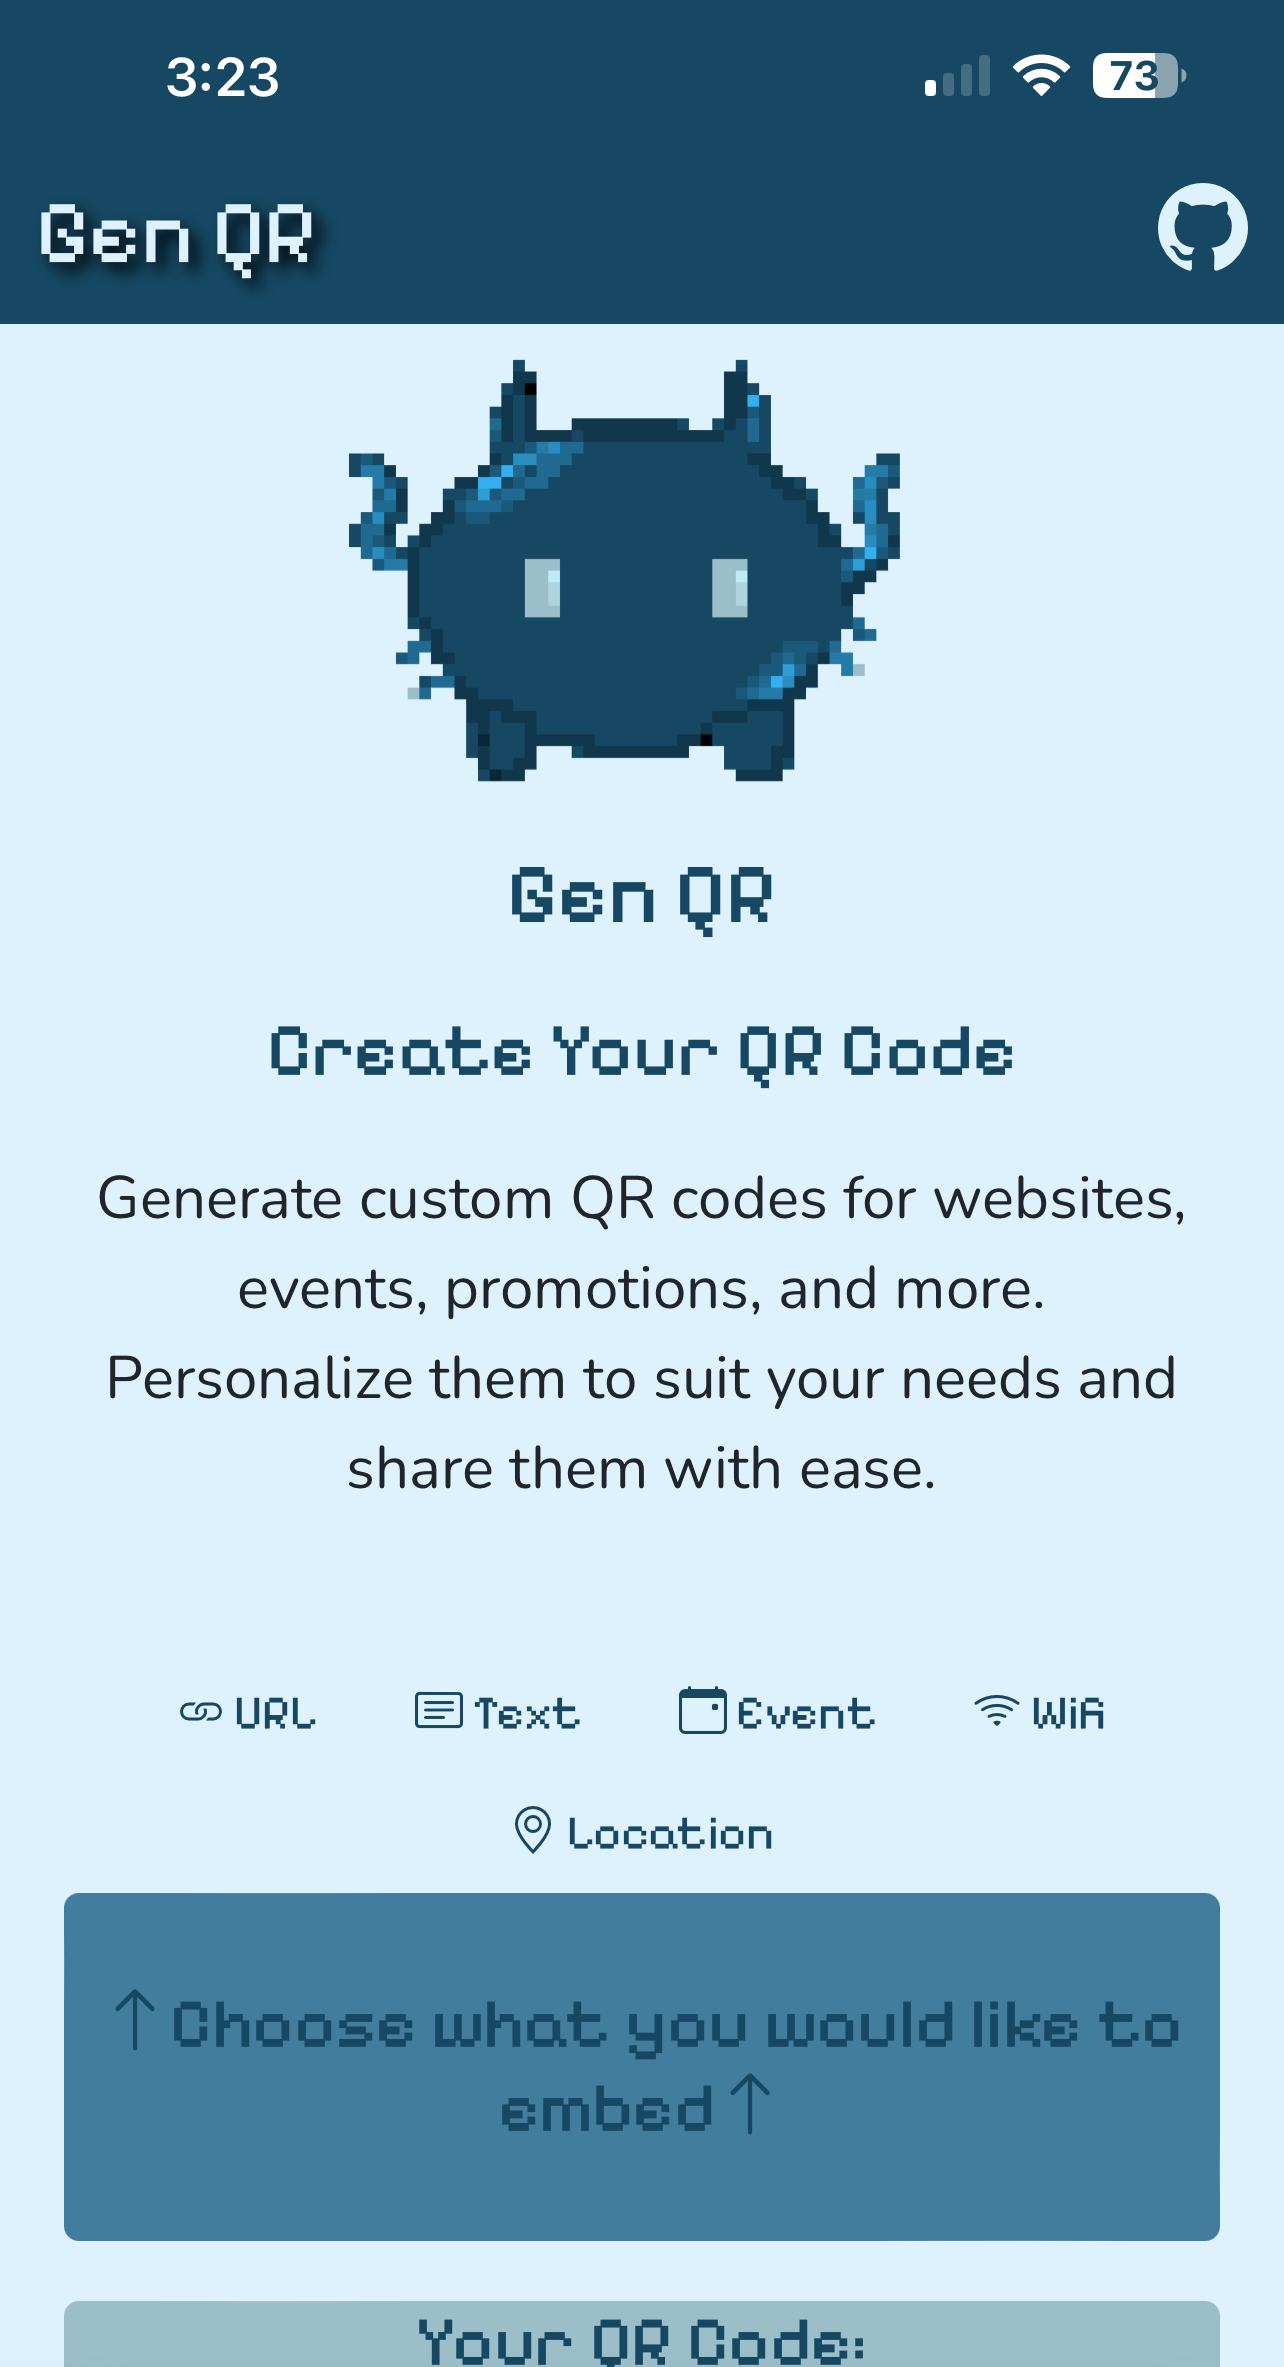 3:23
73
Gen QR
Gen QR
Create Your QR Code
Generate custom QR codes for websites,
events, promotions, and more.
Personalize them to suit your needs and
share them with ease.
URL Text Event WiFi
Location
↑ Choose what you would like to
embed ↑
Your QR Code: